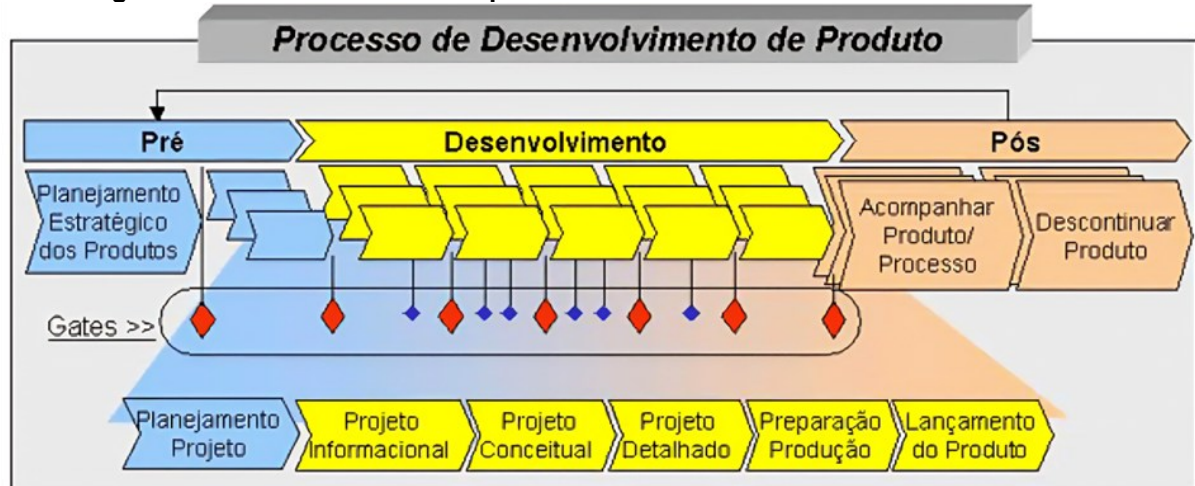 Processo de Desenvolvimento de Produto
Pré
Desenvolvimento
Pós
Planejamento
Estratégico
dos Produtos
Acompanhar
Produto/
Processo
Descontinuar
Produto
Gates >>
Planejamento
Projeto
Projeto
Informacional
Projeto
Conceitual
Projeto
Detalhado
Preparação
Produção
Lançamento
do Produto